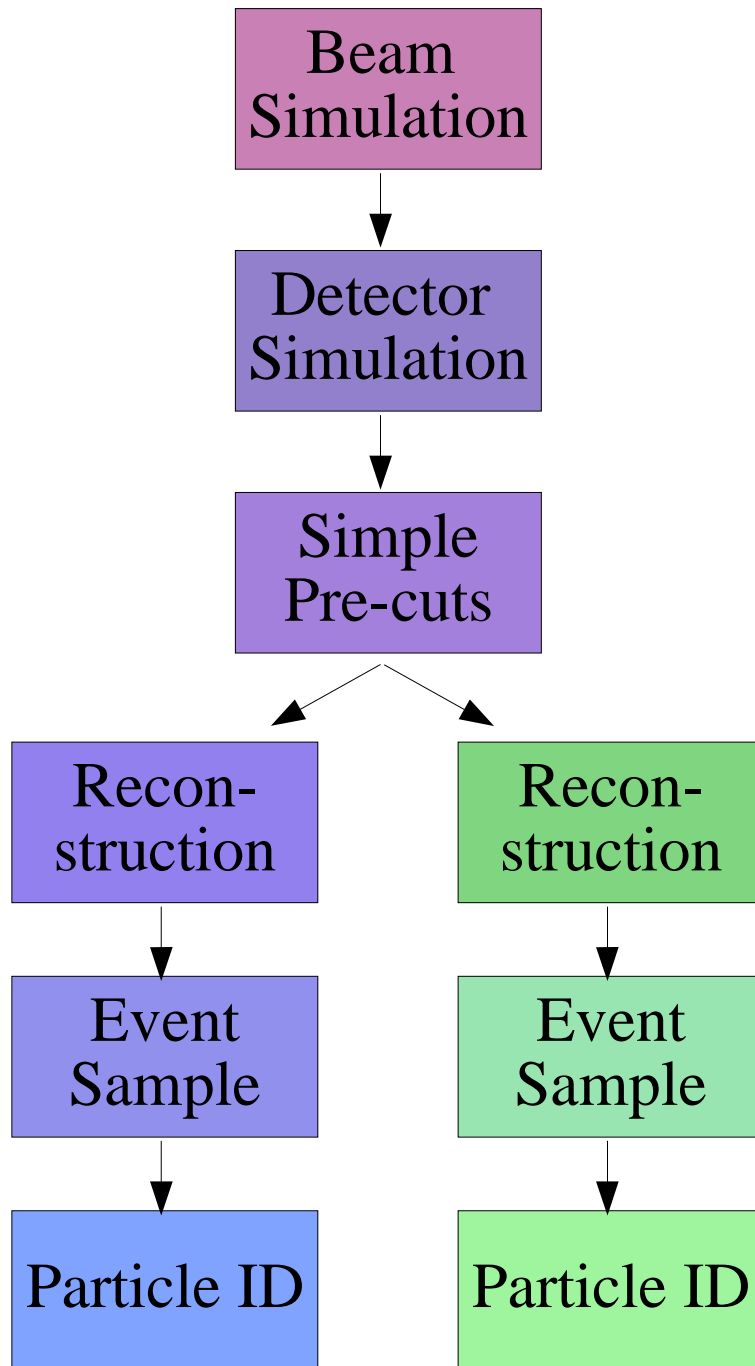 Beam
Simulation
Detector
Simulation
Simple
Pre-cuts
Recon-
struction
Recon-
struction
Event
Sample
Event
Sample
Particle ID
Particle ID